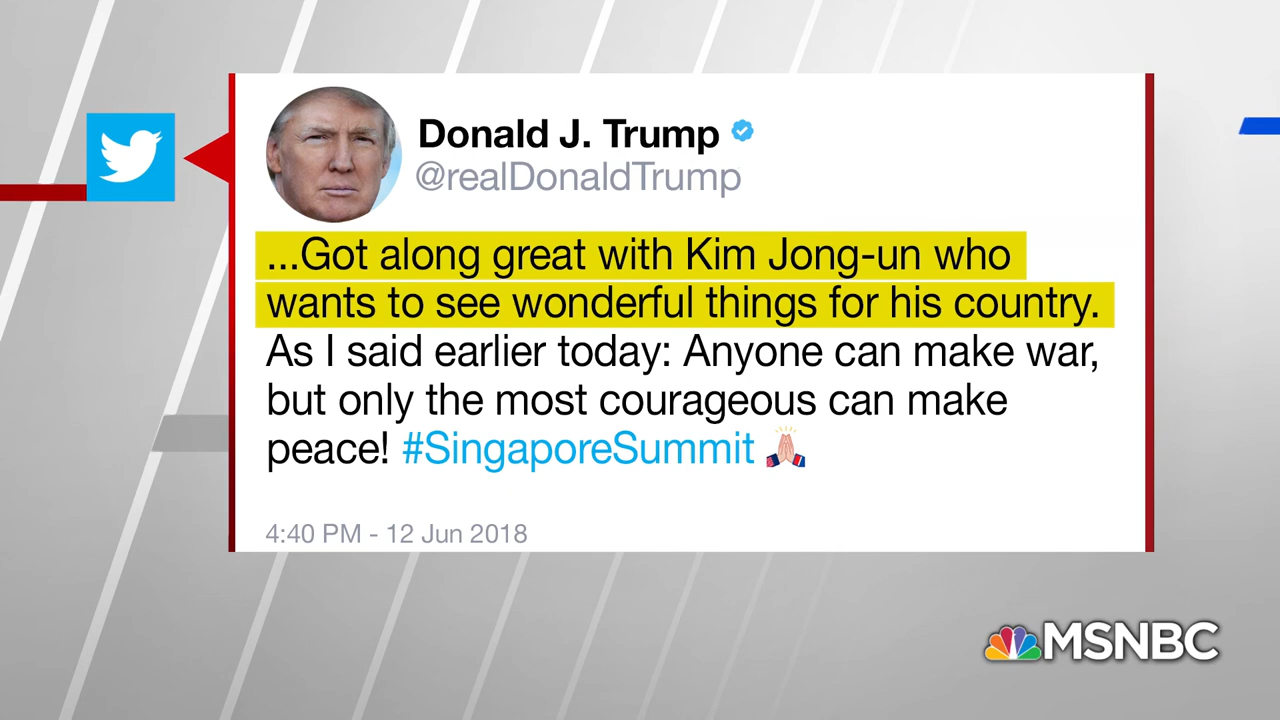 Donald J. Trump
@realDonaldTrump
...Got along great with Kim Jong-un who
wants to see wonderful things for his country.
As I said earlier today: Anyone can make war,
but only the most courageous can make
peace! #SingaporeSummit
4:40 PM - 12 Jun 2018
MSNBC